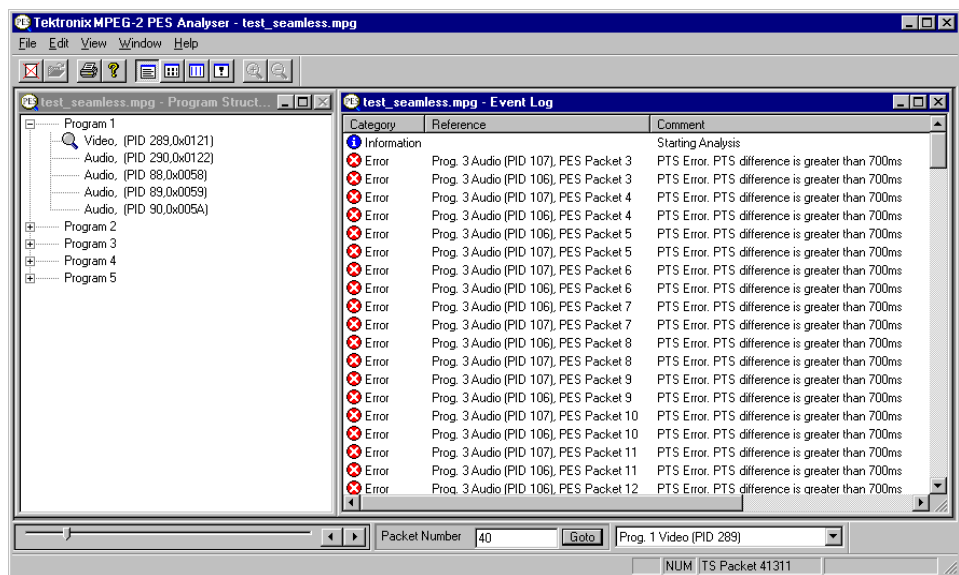 Tektronix MPEG-2 PES Analyser - test_seamless.mpg
File Edit View Window Help
test_seamless.mpg - Program Struct...
Program 1
Video, (PID 289,0x0121)
Audio, (PID 290,0x0122)
Audio, (PID 88,0x0058)
Audio, (PID 89,0x0059)
Audio, (PID 90,0x005A)
Program 2
Program 3
Program 4
Program 5
test_seamless.mpg - Event Log
Category Reference Comment
Information Starting Analysis
Error Prog. 3 Audio (PID 107), PES Packet 3 PTS Error. PTS difference is greater than 700ms
Error Prog. 3 Audio (PID 106), PES Packet 3 PTS Error. PTS difference is greater than 700ms
Error Prog. 3 Audio (PID 107), PES Packet 4 PTS Error. PTS difference is greater than 700ms
Error Prog. 3 Audio (PID 106), PES Packet 4 PTS Error. PTS difference is greater than 700ms
Error Prog. 3 Audio (PID 106), PES Packet 5 PTS Error. PTS difference is greater than 700ms
Error Prog. 3 Audio (PID 107), PES Packet 5 PTS Error. PTS difference is greater than 700ms
Error Prog. 3 Audio (PID 107), PES Packet 6 PTS Error. PTS difference is greater than 700ms
Error Prog. 3 Audio (PID 106), PES Packet 6 PTS Error. PTS difference is greater than 700ms
Error Prog. 3 Audio (PID 106), PES Packet 7 PTS Error. PTS difference is greater than 700ms
Error Prog. 3 Audio (PID 107), PES Packet 7 PTS Error. PTS difference is greater than 700ms
Error Prog. 3 Audio (PID 106), PES Packet 8 PTS Error. PTS difference is greater than 700ms
Error Prog. 3 Audio (PID 107), PES Packet 8 PTS Error. PTS difference is greater than 700ms
Error Prog. 3 Audio (PID 107), PES Packet 9 PTS Error. PTS difference is greater than 700ms
Error Prog. 3 Audio (PID 106), PES Packet 9 PTS Error. PTS difference is greater than 700ms
Error Prog. 3 Audio (PID 107), PES Packet 10 PTS Error. PTS difference is greater than 700ms
Error Prog. 3 Audio (PID 106), PES Packet 10 PTS Error. PTS difference is greater than 700ms
Error Prog. 3 Audio (PID 107), PES Packet 11 PTS Error. PTS difference is greater than 700ms
Error Prog. 3 Audio (PID 106), PES Packet 11 PTS Error. PTS difference is greater than 700ms
Error Prog. 3 Audio (PID 106), PES Packet 12 PTS Error. PTS difference is greater than 700ms
Packet Number 40 Goto Prog. 1 Video (PID 289)
NUM TS Packet 41311